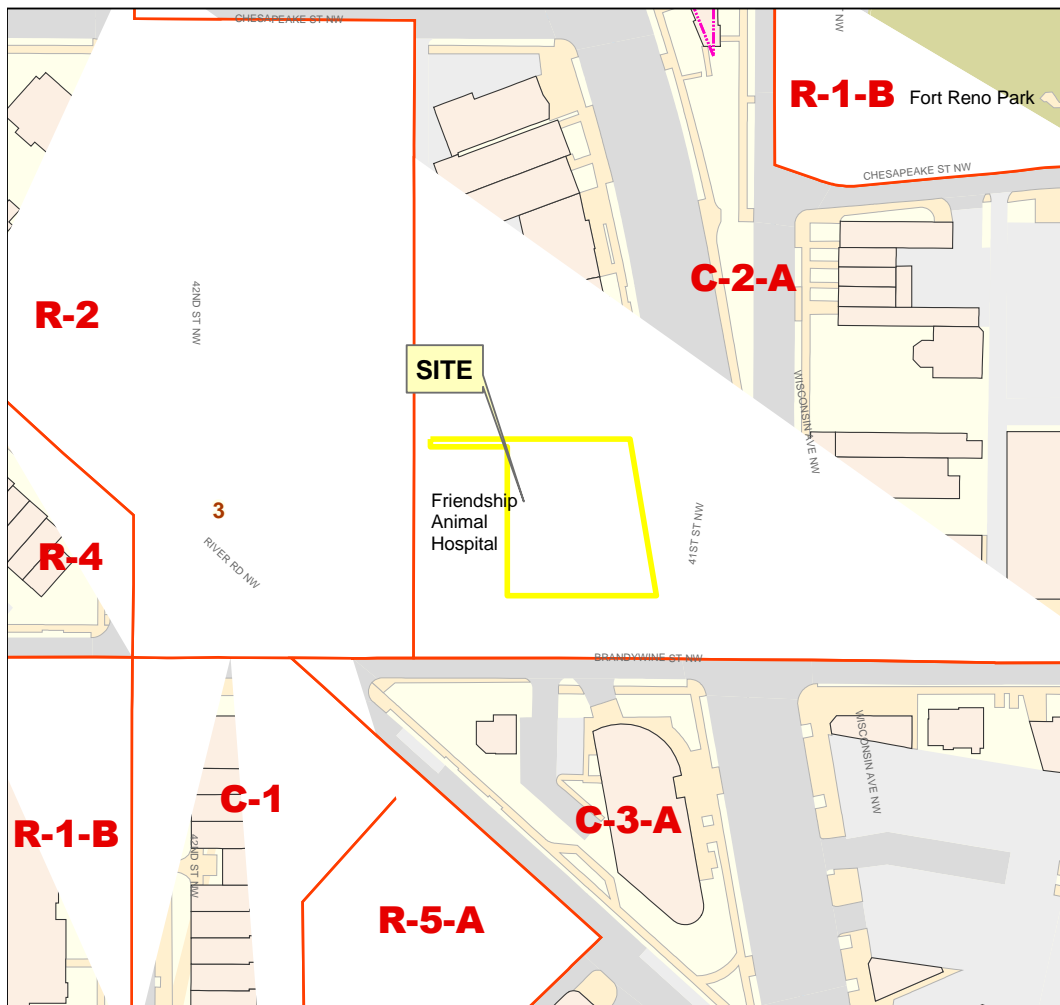 CHESAPEAKE ST NW
R-1-B
Fort Reno Park
CHESAPEAKE ST NW
C-2-A
42ND ST NW
R-2
SITE
WISCONSIN AVE NW
Friendship
Animal
Hospital
3
41ST ST NW
R-4
RIVER RD NW
BRANDYWINE ST NW
WISCONSIN AVE NW
C-1
C-3-A
R-1-B
42ND ST NW
R-5-A